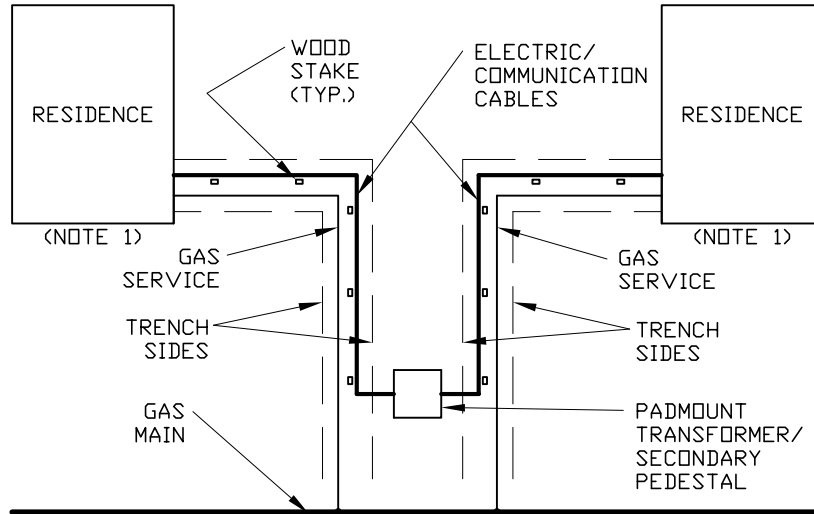 WOOD
STAKE
(TYP.)
ELECTRIC/
COMMUNICATION
CABLES
RESIDENCE
RESIDENCE
(NOTE 1)
(NOTE 1)
GAS
SERVICE
GAS
SERVICE
TRENCH
SIDES
TRENCH
SIDES
GAS
MAIN
PADMOUNT
TRANSFORMER/
SECONDARY
PEDESTAL